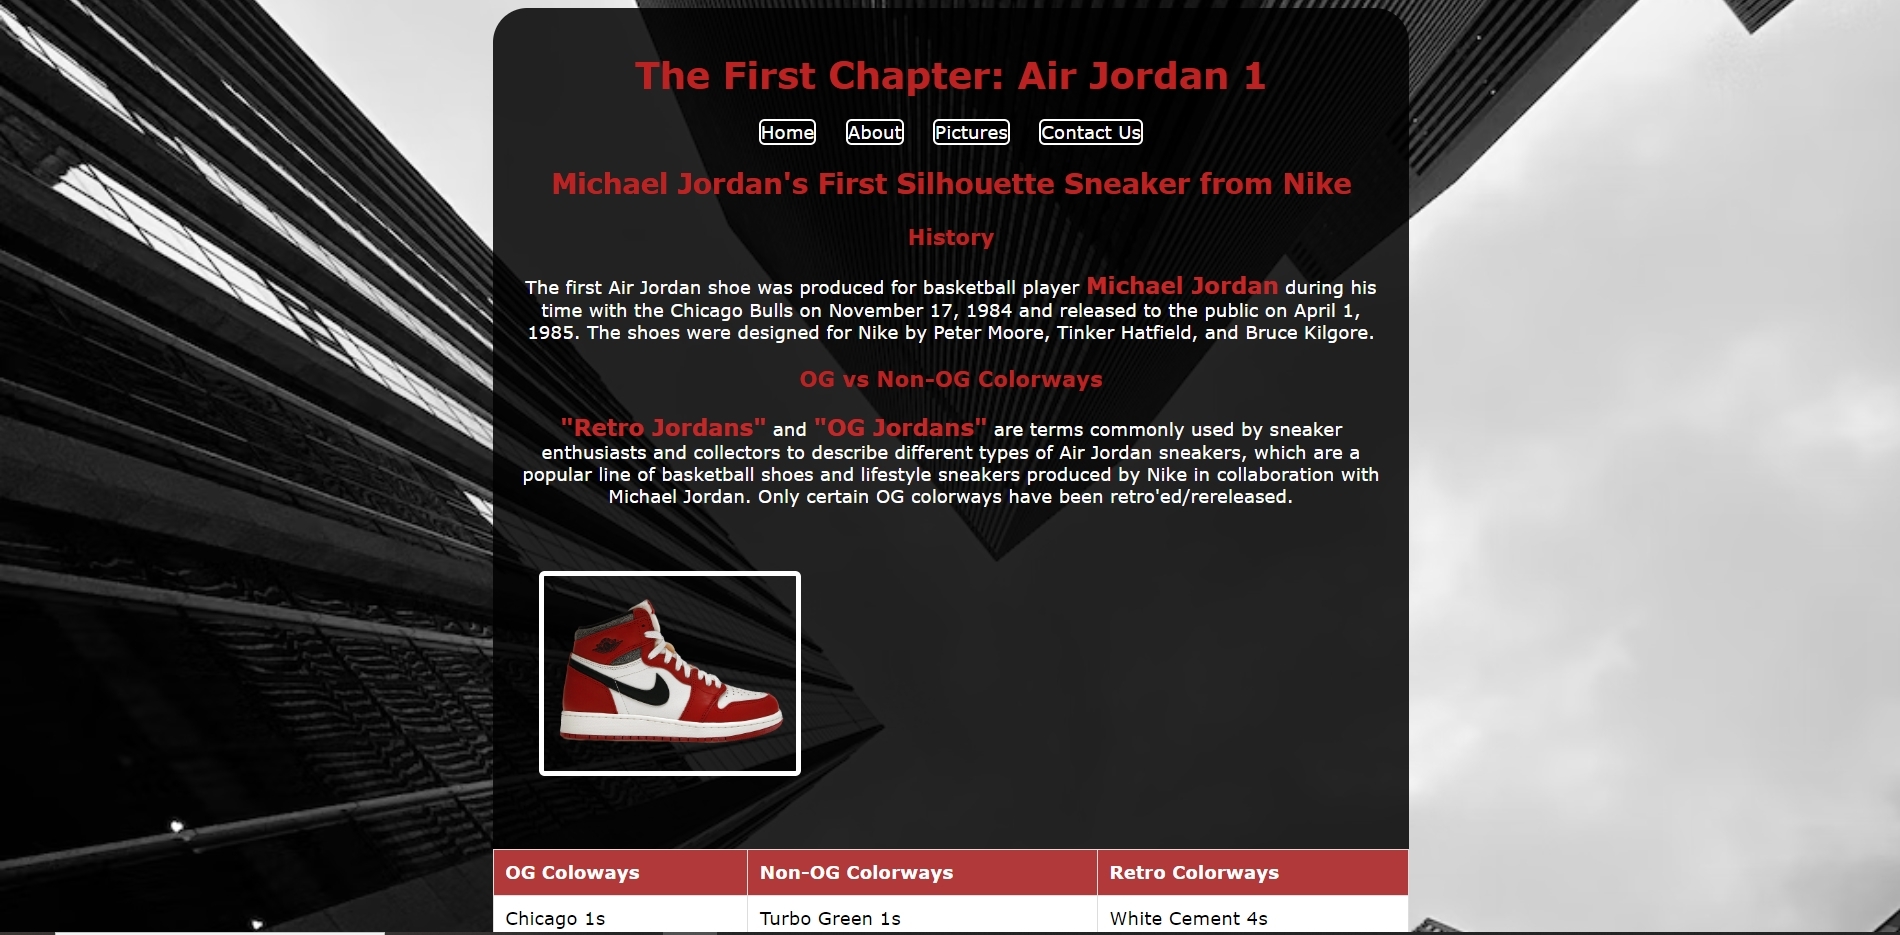 The First Chapter: Air Jordan 1
Home About Pictures Contact Us
Michael Jordan's First Silhouette Sneaker from Nike
History
The first Air Jordan shoe was produced for basketball player Michael Jordan during his
time with the Chicago Bulls on November 17, 1984 and released to the public on April 1,
1985. The shoes were designed for Nike by Peter Moore, Tinker Hatfield, and Bruce Kilgore.
OG vs Non-OG Colorways
"Retro Jordans" and "OG Jordans" are terms commonly used by sneaker
enthusiasts and collectors to describe different types of Air Jordan sneakers, which are a
popular line of basketball shoes and lifestyle sneakers produced by Nike in collaboration with
Michael Jordan. Only certain OG colorways have been retro'ed/rereleased.
OG Coloways Non-OG Colorways Retro Colorways
Chicago 1s Turbo Green 1s White Cement 4s